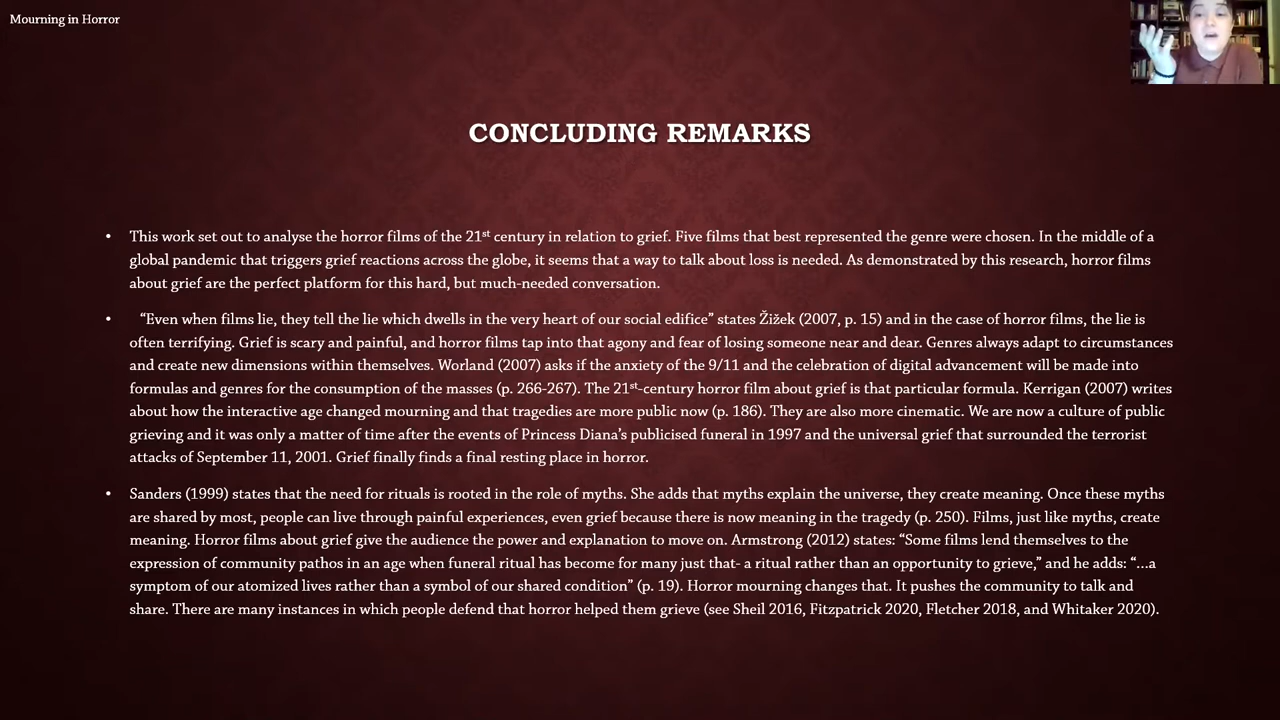 Mourning in Horror
CONCLUDING REMARKS
• This work set out to analyse the horror films of the 21st century in relation to grief. Five films that best represented the genre were chosen. In the middle of a
global pandemic that triggers grief reactions across the globe, it seems that a way to talk about loss is needed. As demonstrated by this research, horror films
about grief are the perfect platform for this hard, but much-needed conversation.
• “Even when films lie, they tell the lie which dwells in the very heart of our social edifice” states Žižek (2007, p. 15) and in the case of horror films, the lie is
often terrifying. Grief is scary and painful, and horror films tap into that agony and fear of losing someone near and dear. Genres always adapt to circumstances
and create new dimensions within themselves. Worland (2007) asks if the anxiety of the 9/11 and the celebration of digital advancement will be made into
formulas and genres for the consumption of the masses (p. 266-267). The 21st-century horror film about grief is that particular formula. Kerrigan (2007) writes
about how the interactive age changed mourning and that tragedies are more public now (p. 186). They are also more cinematic. We are now a culture of public
grieving and it was only a matter of time after the events of Princess Diana’s publicised funeral in 1997 and the universal grief that surrounded the terrorist
attacks of September 11, 2001. Grief finally finds a final resting place in horror.
• Sanders (1999) states that the need for rituals is rooted in the role of myths. She adds that myths explain the universe, they create meaning. Once these myths
are shared by most, people can live through painful experiences, even grief because there is now meaning in the tragedy (p. 250). Films, just like myths, create
meaning. Horror films about grief give the audience the power and explanation to move on. Armstrong (2012) states: “Some films lend themselves to the
expression of community pathos in an age when funeral ritual has become for many just that- a ritual rather than an opportunity to grieve,” and he adds: “…a
symptom of our atomized lives rather than a symbol of our shared condition” (p. 19). Horror mourning changes that. It pushes the community to talk and
share. There are many instances in which people defend that horror helped them grieve (see Sheil 2016, Fitzpatrick 2020, Fletcher 2018, and Whitaker 2020).